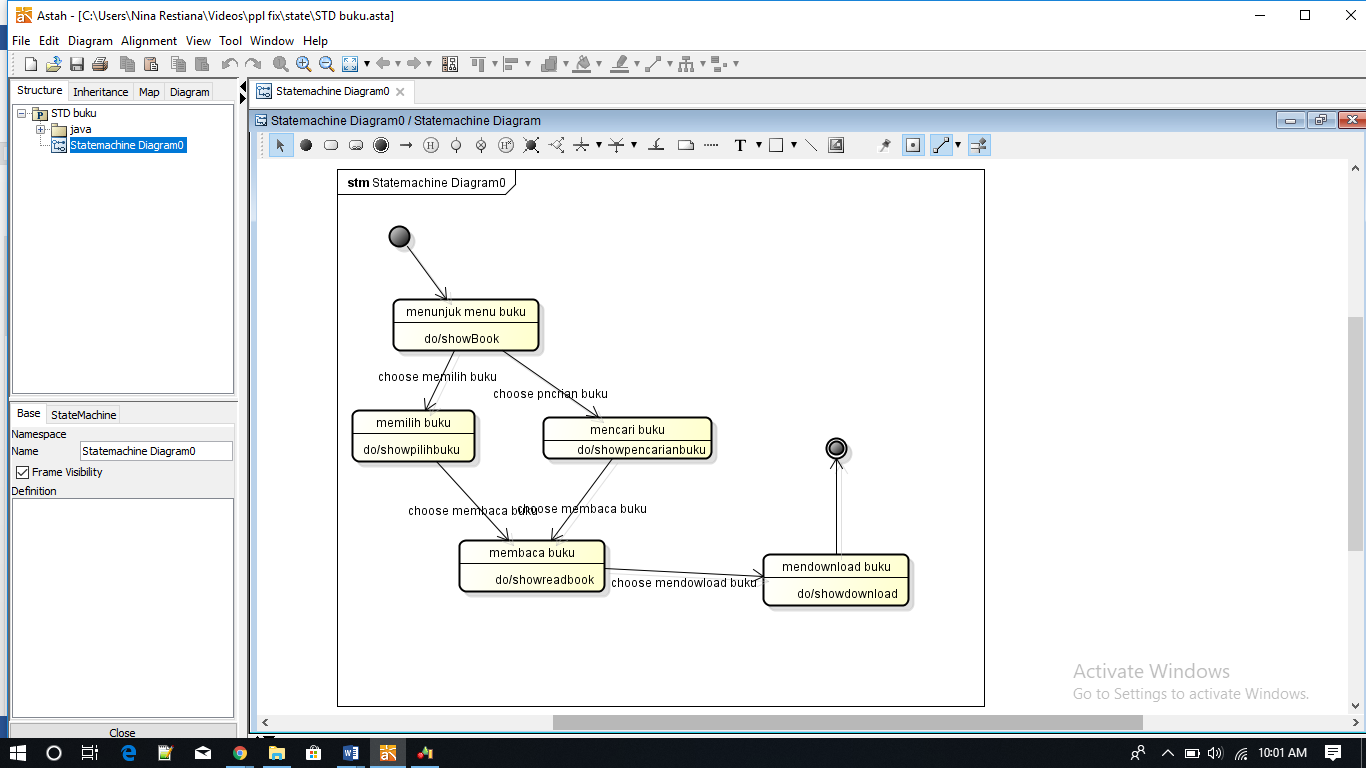 Astah - [C:\Users\Nina Restiana\Videos\ppl fix\state\STD buku.asta]
File Edit Diagram Alignment View Tool Window Help
Structure Inheritance Map Diagram
STD buku
java
Statemachine Diagram0
Base StateMachine
Namespace
Name Statemachine Diagram0
Frame Visibility
Definition
Close
Statemachine Diagram0
Statemachine Diagram0 / Statemachine Diagram
T
stm Statemachine Diagram0
menunjuk menu buku
do/showBook
choose memilih buku
choose pncrian buku
memilih buku
do/showpilihbuku
mencari buku
do/showpencarianbuku
choose membaca buku
choose membaca buku
membaca buku
do/showreadbook
choose mendowload buku
mendownload buku
do/showdownload
Activate Windows
Go to Settings to activate Windows.
10:01 AM